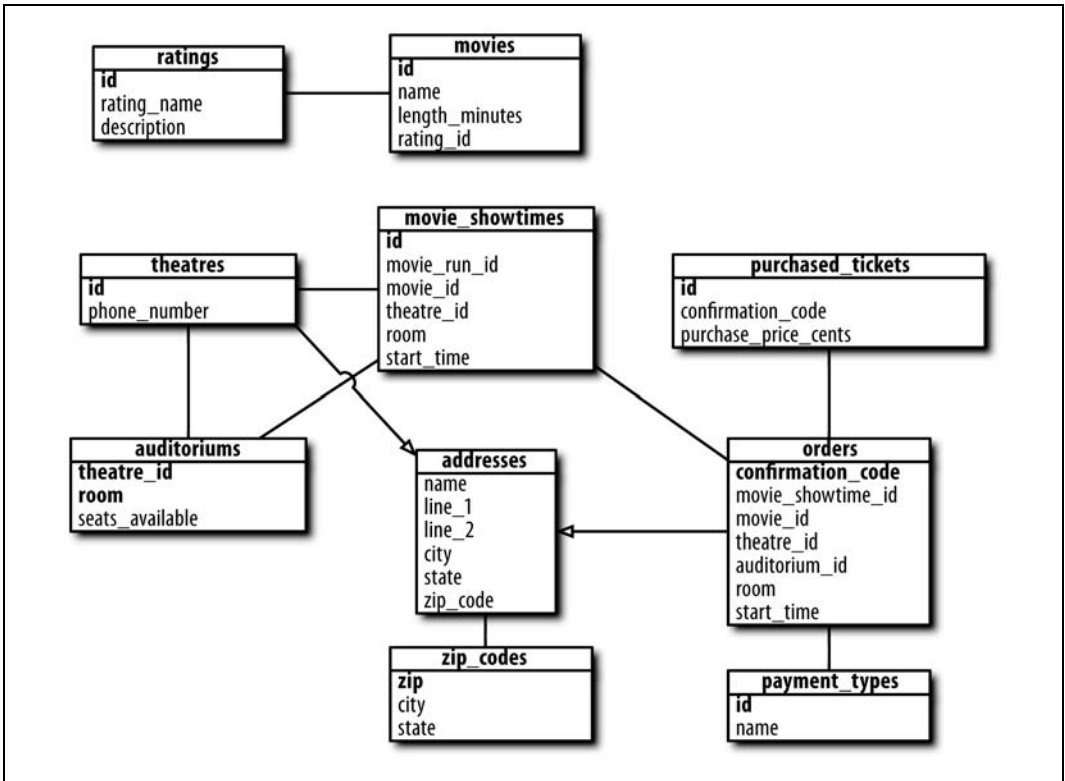 ratings
id
rating_name
description
movies
id
name
length_minutes
rating_id
movie_showtimes
id
movie_run_id
movie_id
theatre_id
room
start_time
theatres
id
phone_number
purchased_tickets
id
confirmation_code
purchase_price_cents
auditoriums
theatre_id
room
seats_available
addresses
name
line_1
line_2
city
state
zip_code
orders
confirmation_code
movie_showtime_id
movie_id
theatre_id
auditorium_id
room
start_time
zip_codes
zip
city
state
payment_types
id
name